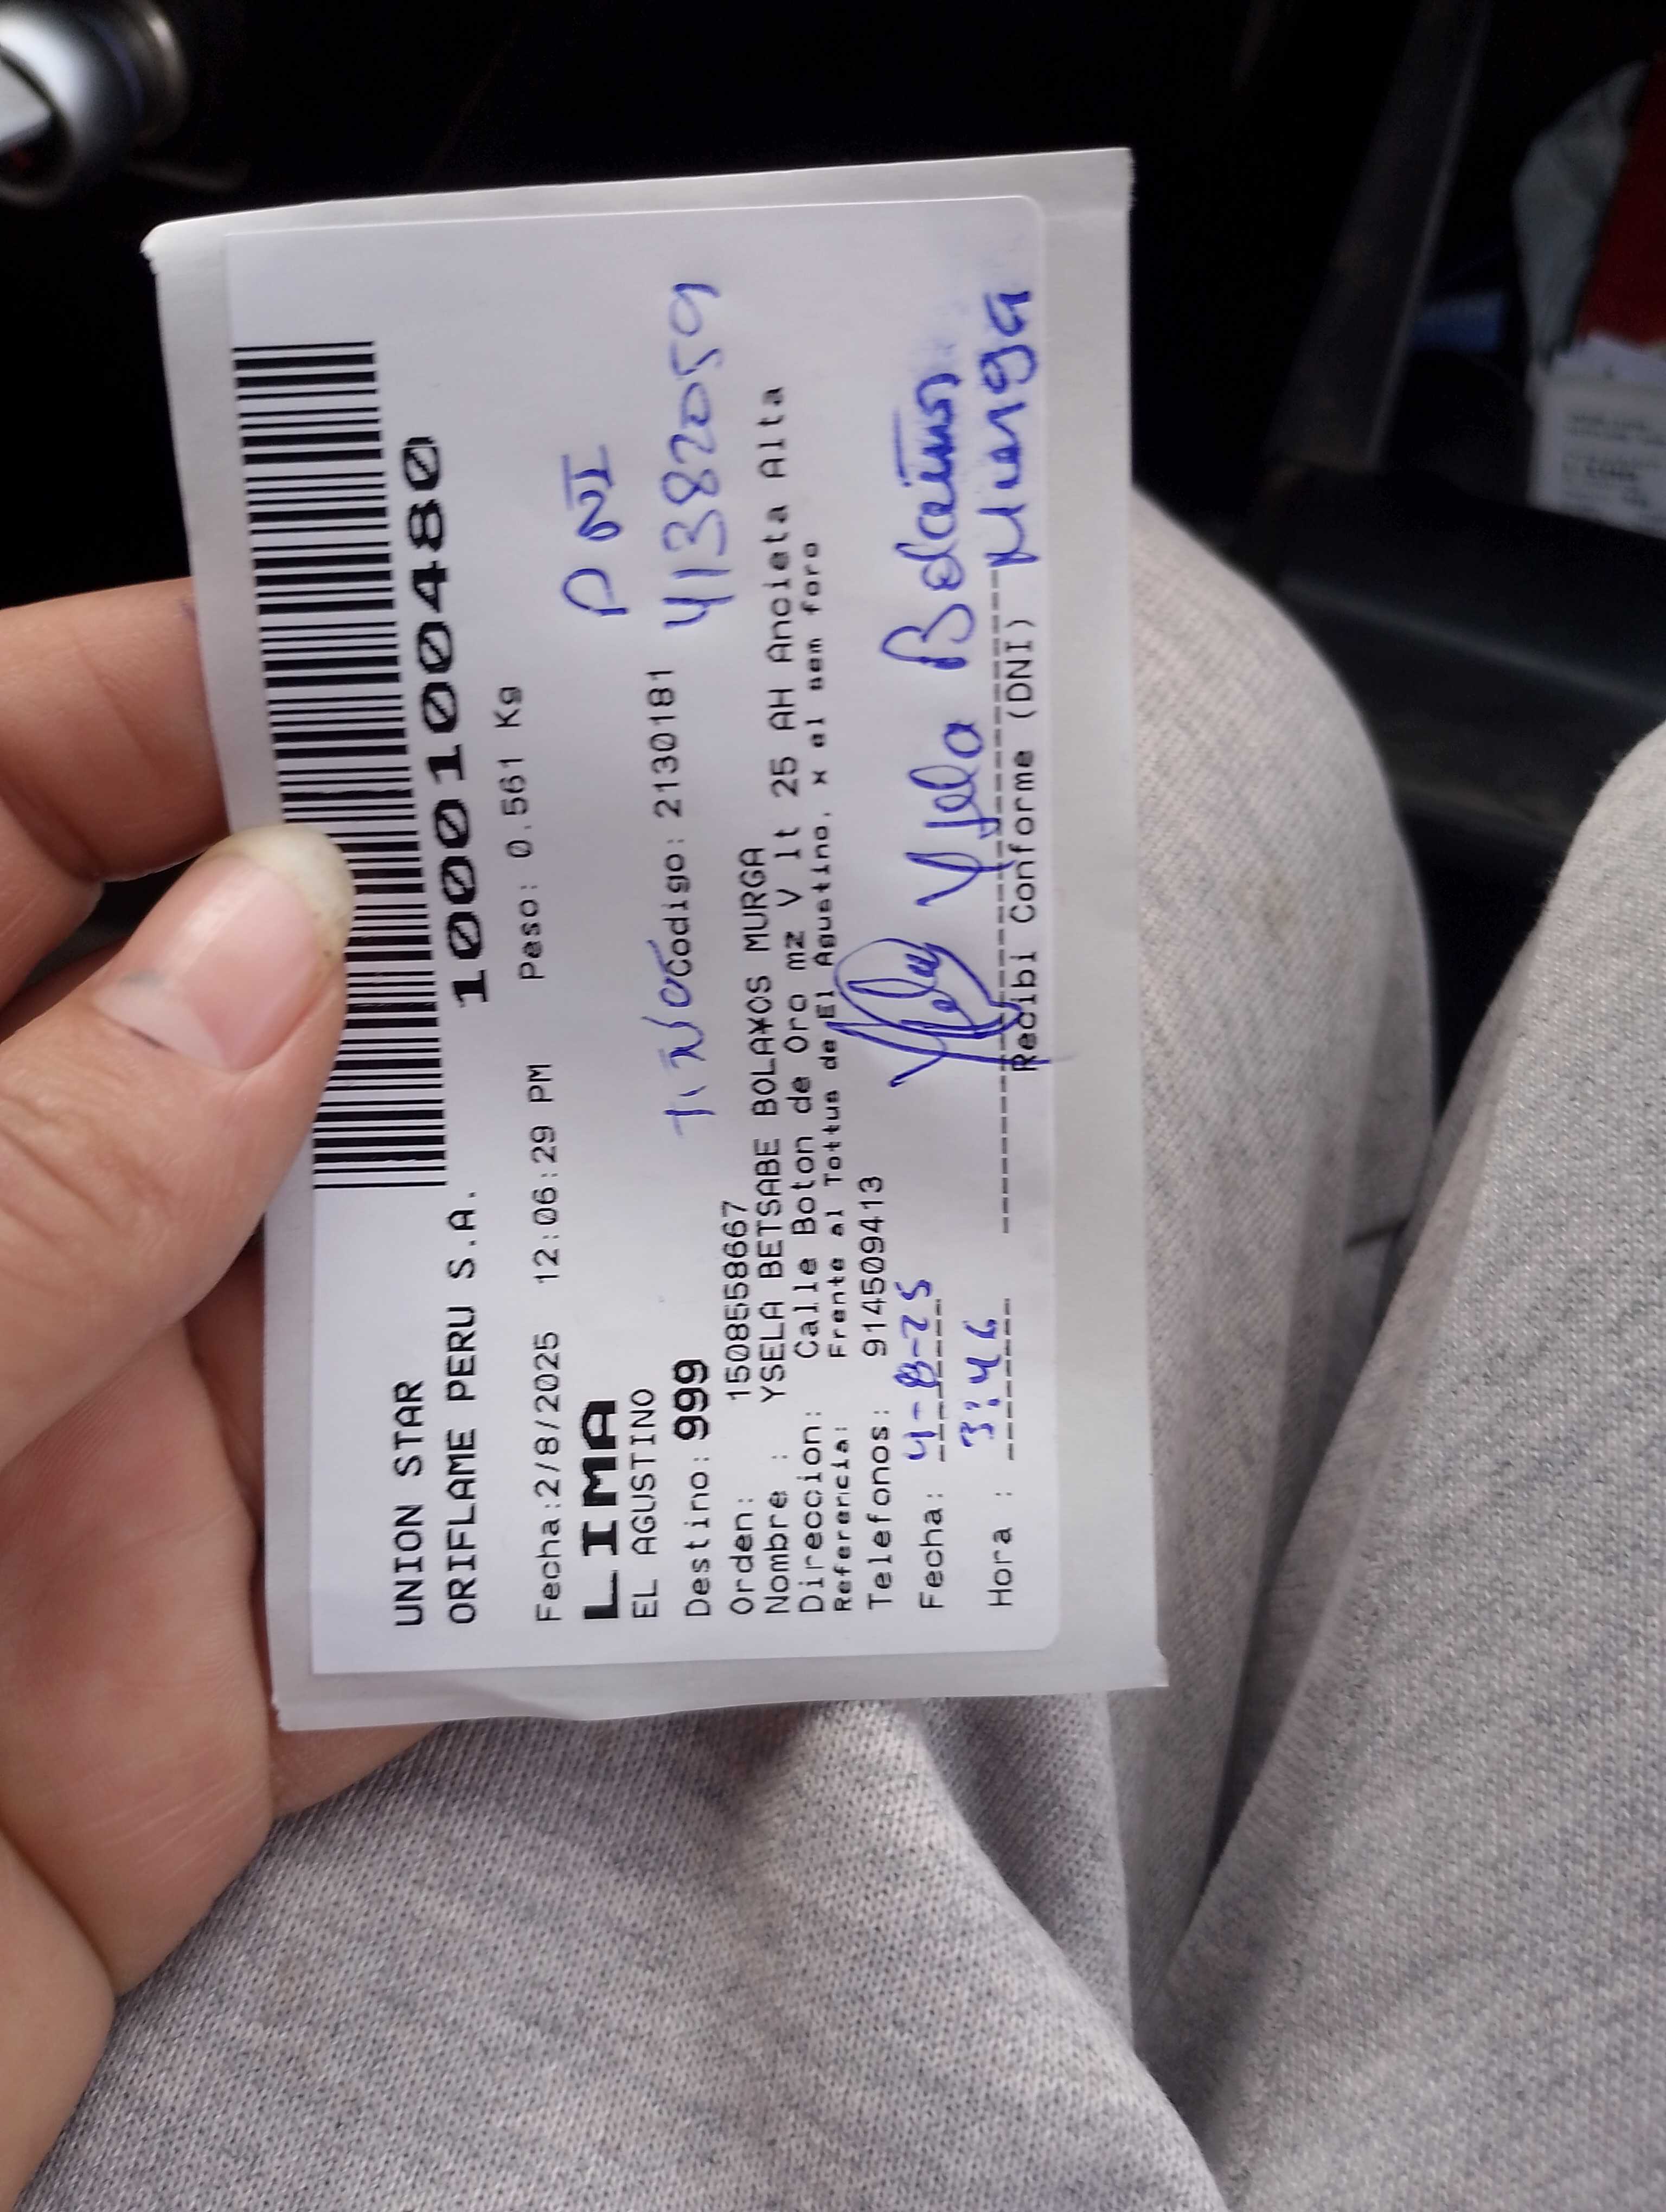 UNION STAR
ORIFLAME PERU S.A.
10001000480
Fecha:2/8/2025 12:06:29 PM Peso: 0.561 Kg
LIMA
EL AGUSTINO
DNI
Destino: 999 Codigo: 2130181
41382059
Orden: 1508558667
Nombre : YSELA BETSABE BOLA¥OS MURGA
Direccion: Calle Boton de Oro mz V lt 25 AH Ancieta Alta
Referencia: Frente al Tottus de El Agustino, x el sem foro
Telefonos: 914509413
Fecha: 4-8-25
Ysela Bolaños
Murga
Hora : 3:46
Recibi Conforme (DNI)